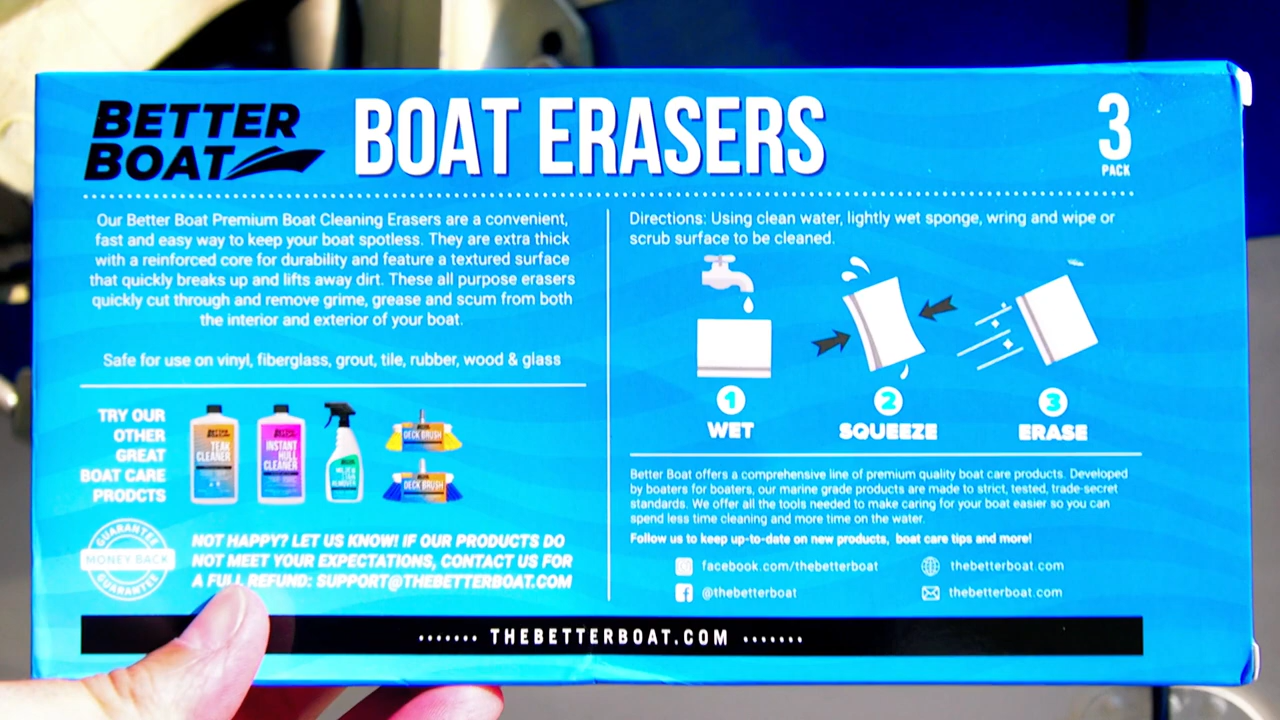 BETTER
BOAT
BOAT ERASERS
3
PACK
Our Better Boat Premium Boat Cleaning Erasers are a convenient,
fast and easy way to keep your boat spotless. They are extra thick
with a reinforced core for durability and feature a textured surface
that quickly breaks up and lifts away dirt. These all purpose erasers
quickly cut through and remove grime, grease and scum from both
the interior and exterior of your boat.
Safe for use on vinyl, fiberglass, grout, tile, rubber, wood & glass
TRY OUR
OTHER
GREAT
BOAT CARE
PRODCTS
TEAK
CLEANER
INSTANT
HULL
CLEANER
REMOVER
DECK BRUSH
DECK BRUSH
GUARANTEE
MONEY BACK
GUARANTEE
NOT HAPPY? LET US KNOW! IF OUR PRODUCTS DO
NOT MEET YOUR EXPECTATIONS, CONTACT US FOR
A FULL REFUND: SUPPORT@THEBETTERBOAT.COM
Directions: Using clean water, lightly wet sponge, wring and wipe or
scrub surface to be cleaned.
1
2
3
WET
SQUEEZE
ERASE
Better Boat offers a comprehensive line of premium quality boat care products. Developed
by boaters for boaters, our marine grade products are made to strict, tested, trade-secret
standards. We offer all the tools needed to make caring for your boat easier so you can
spend less time cleaning and more time on the water.
Follow us to keep up-to-date on new products, boat care tips and more!
facebook.com/thebetterboat
thebetterboat.com
@thebetterboat
thebetterboat.com
THEBETTERBOAT.COM